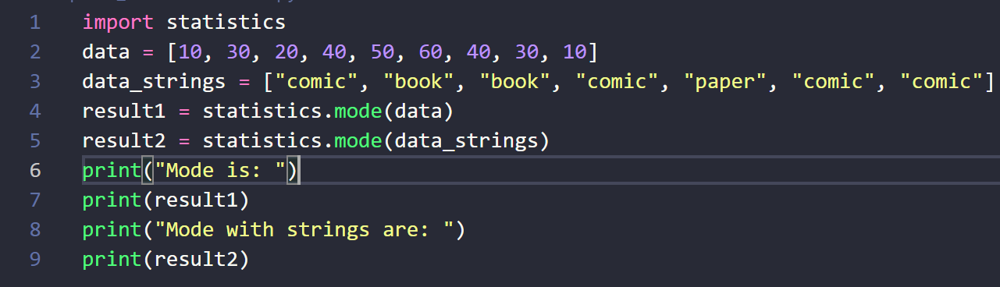 1 import statistics
2 data = [10, 30, 20, 40, 50, 60, 40, 30, 10]
3 data_strings = ["comic", "book", "book", "comic", "paper", "comic", "comic"]
4 result1 = statistics.mode(data)
5 result2 = statistics.mode(data_strings)
6 print("Mode is: ")
7 print(result1)
8 print("Mode with strings are: ")
9 print(result2)